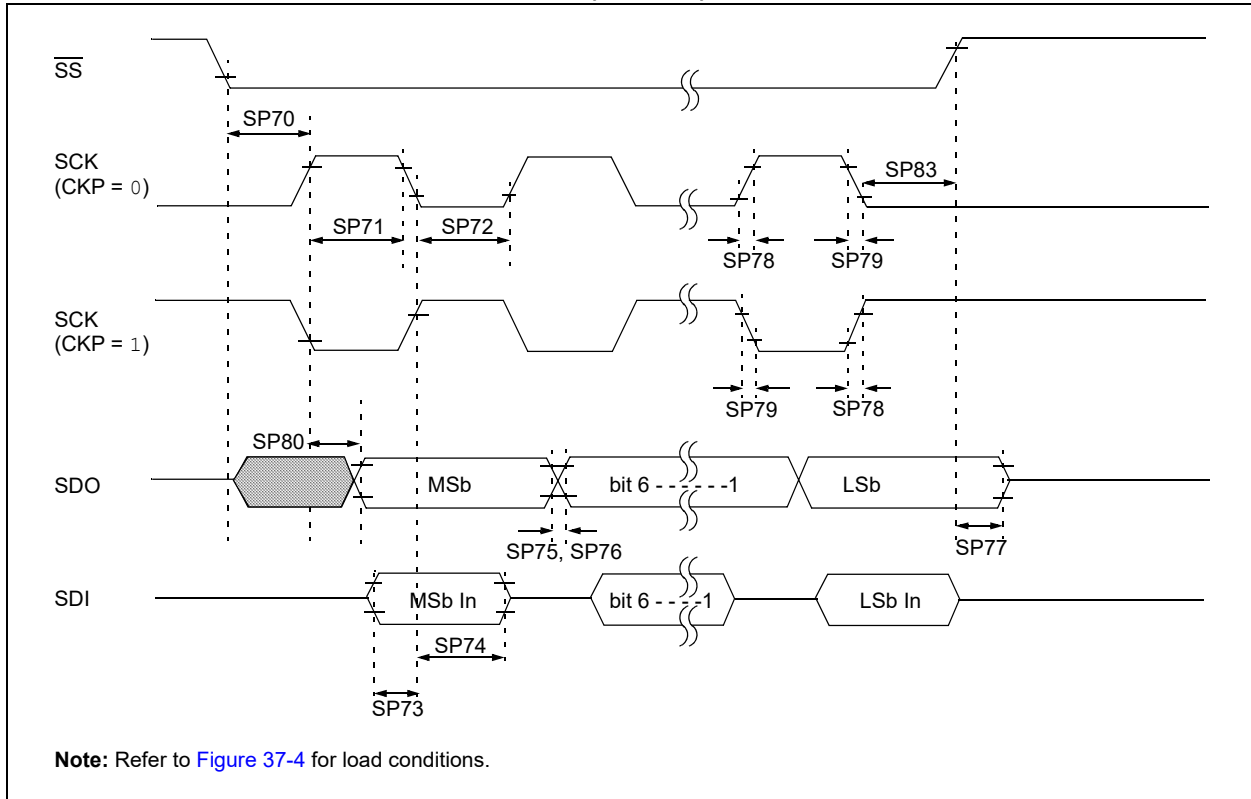 SS
SP70
SCK
(CKP = 0)
SP83
SP71
SP72
SP78
SP79
SCK
(CKP = 1)
SP79
SP78
SP80
SDO
MSb
bit 6 - - - - - -1
LSb
SP75, SP76
SP77
SDI
MSb In
bit 6 - - - -1
LSb In
SP74
SP73
Note: Refer to Figure 37-4 for load conditions.